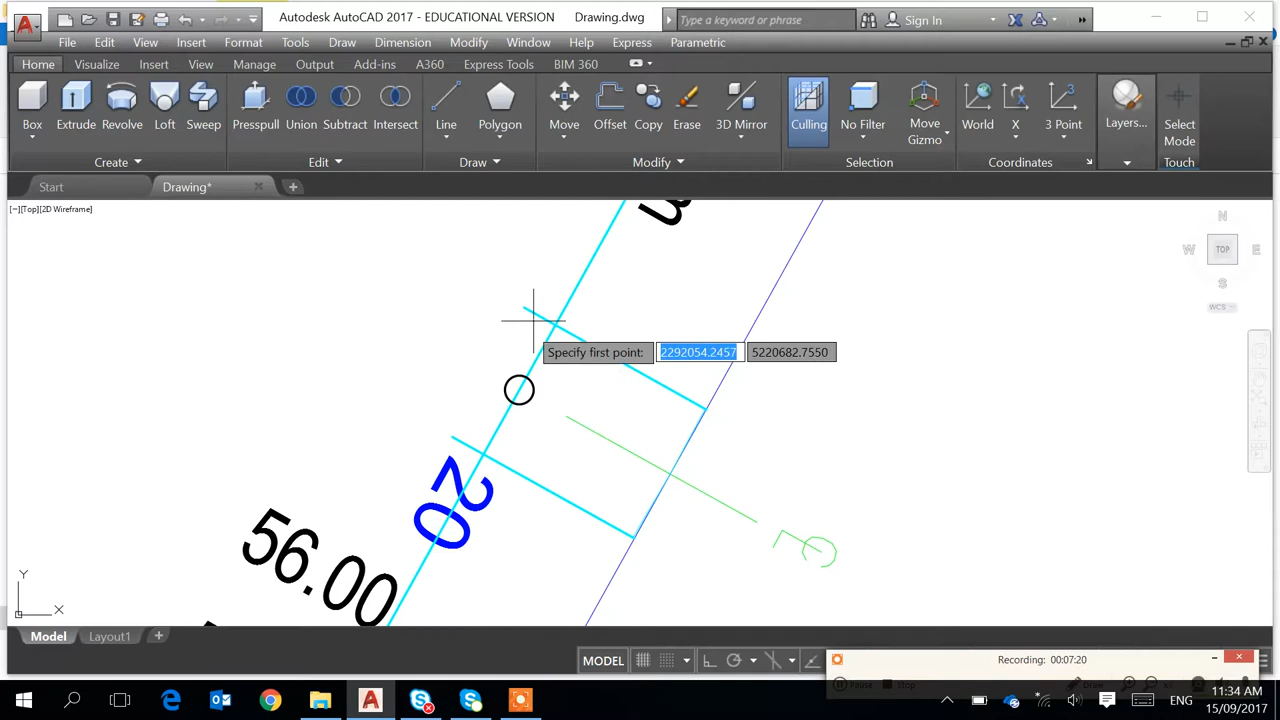 Autodesk AutoCAD 2017 - EDUCATIONAL VERSION Drawing.dwg Type a keyword or phrase Sign In
File Edit View Insert Format Tools Draw Dimension Modify Window Help Express Parametric
Home Visualize Insert View Manage Output Add-ins A360 Express Tools BIM 360
Box Extrude Revolve Loft Sweep Presspull Union Subtract Intersect Line Polygon Move Offset Copy Erase 3D Mirror Culling No Filter Move Gizmo World X 3 Point Layers... Select Mode
Create Edit Draw Modify Selection Coordinates Touch
Start Drawing*
[−][Top][2D Wireframe]
N
W TOP E
S
WCS
m
Specify first point: 2292054.2457 5220682.7550
20
56.00
Y
X
Model Layout1
MODEL
Recording: 00:07:20
Pause Stop Draw
ENG 11:34 AM
15/09/2017